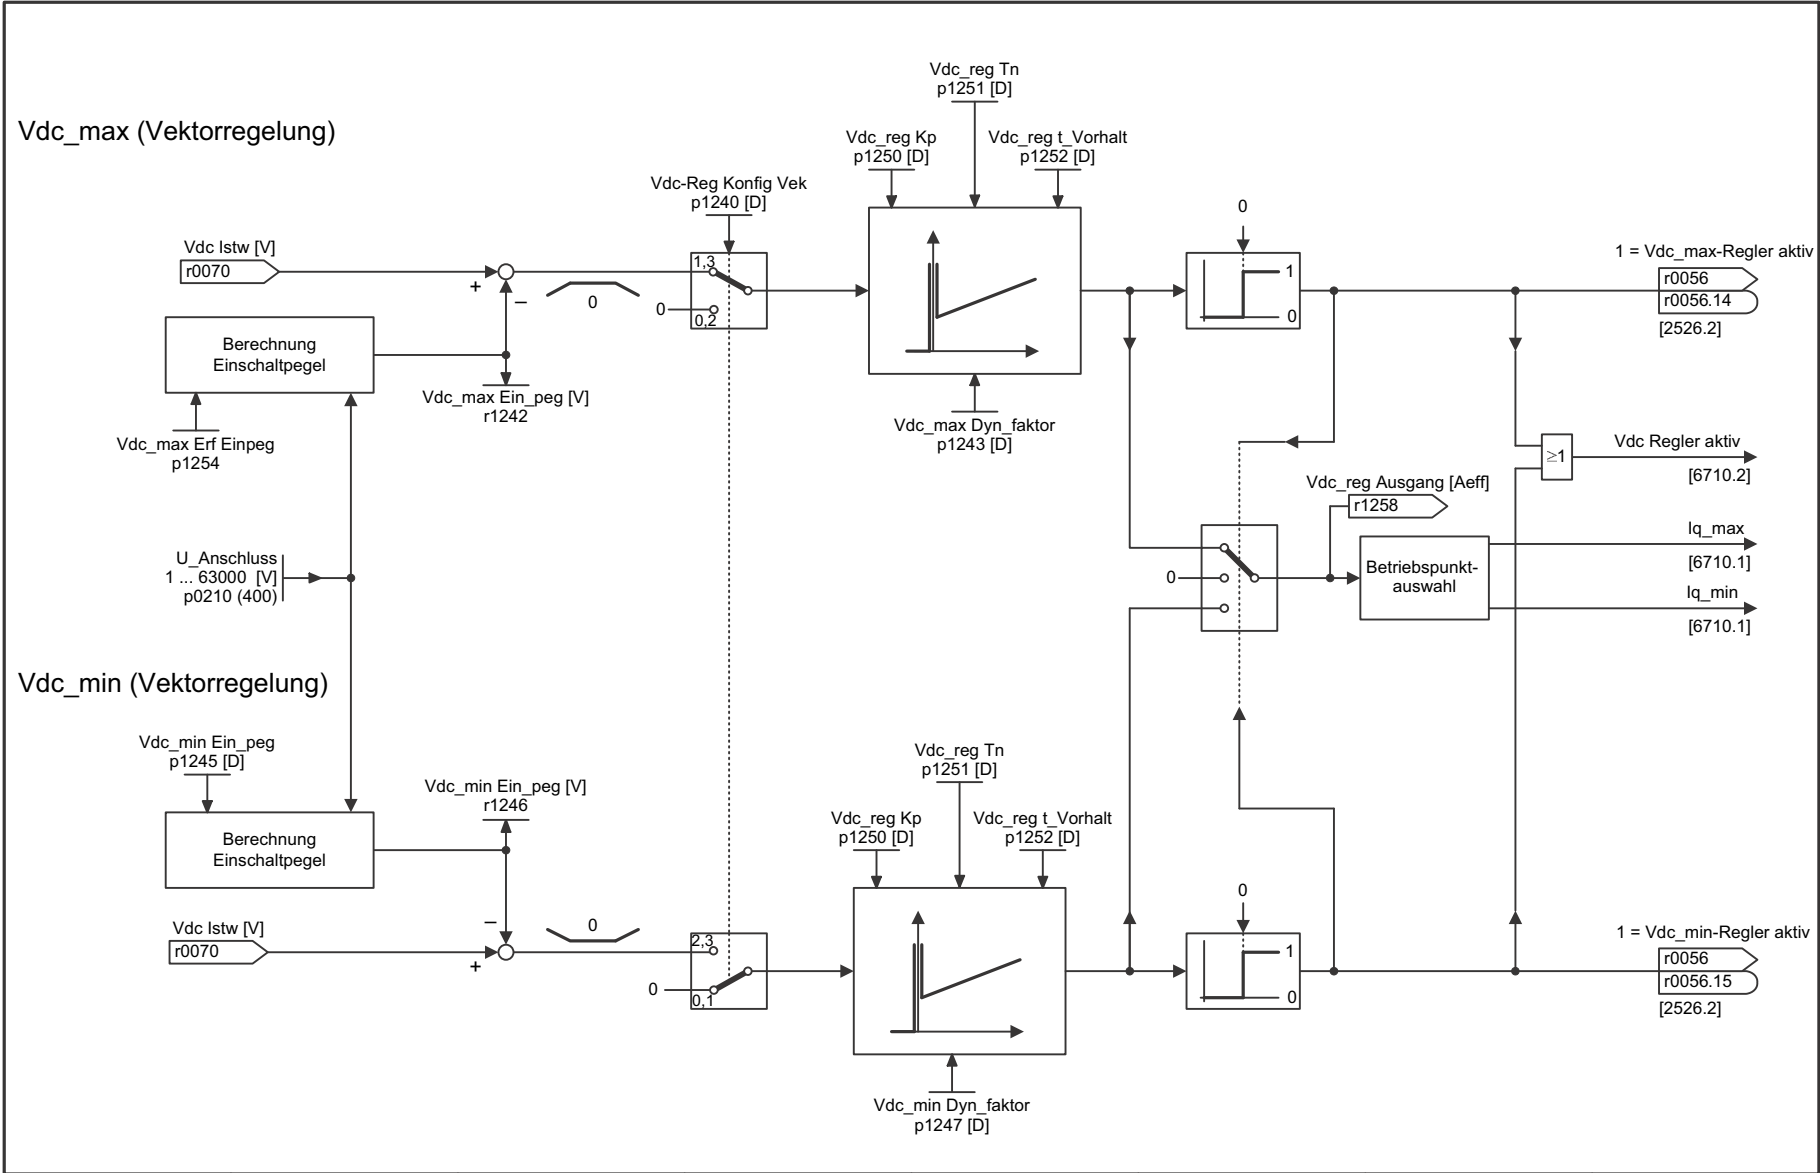 Vdc_max (Vektorregelung)
Vdc_reg Tn
p1251 [D]
Vdc_reg Kp
p1250 [D]
Vdc_reg t_Vorhalt
p1252 [D]
Vdc-Reg Konfig Vek
p1240 [D]
Vdc Istw [V]
r0070
+
–
0
1,3
0
0,2
0
1
0
1 = Vdc_max-Regler aktiv
r0056
r0056.14
[2526.2]
Berechnung
Einschaltpegel
Vdc_max Ein_peg [V]
r1242
Vdc_max Erf Einpeg
p1254
Vdc_max Dyn_faktor
p1243 [D]
≥1
Vdc Regler aktiv
[6710.2]
Vdc_reg Ausgang [Aeff]
r1258
U_Anschluss
1 ... 63000 [V]
p0210 (400)
0
Betriebspunkt-
auswahl
Iq_max
[6710.1]
Iq_min
[6710.1]
Vdc_min (Vektorregelung)
Vdc_min Ein_peg
p1245 [D]
Vdc_min Ein_peg [V]
r1246
Vdc_reg Tn
p1251 [D]
Vdc_reg Kp
p1250 [D]
Vdc_reg t_Vorhalt
p1252 [D]
Berechnung
Einschaltpegel
Vdc Istw [V]
r0070
–
+
0
2,3
0
0,1
0
1
0
1 = Vdc_min-Regler aktiv
r0056
r0056.15
[2526.2]
Vdc_min Dyn_faktor
p1247 [D]